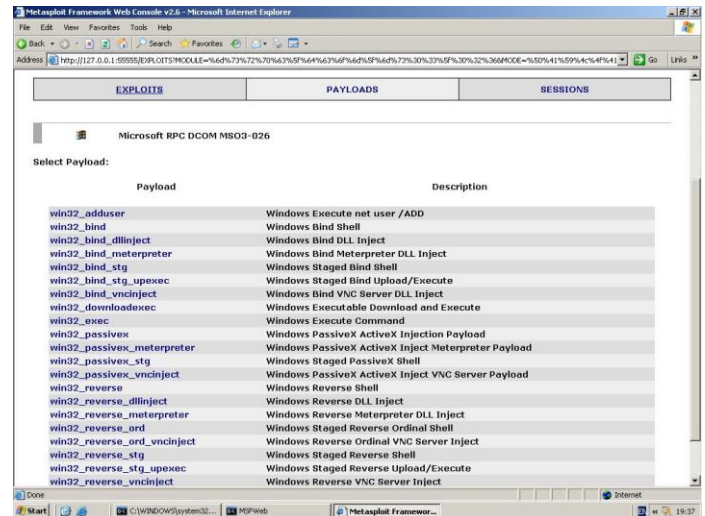 Metasploit Framework Web Console v2.6 - Microsoft Internet Explorer
File Edit View Favorites Tools Help
Back Search Favorites
Address http://127.0.0.1:55555/EXPLOITS?MODULE=%6d%73%72%70%63%5f%64%63%6f%6d%5f%6d%73%30%33%5f%30%32%36&MODE=%50%41%59%4c%4f%41 Go Links »
EXPLOITS PAYLOADS SESSIONS
Microsoft RPC DCOM MSO3-026
Select Payload:
Payload Description
win32_adduser Windows Execute net user /ADD
win32_bind Windows Bind Shell
win32_bind_dllinject Windows Bind DLL Inject
win32_bind_meterpreter Windows Bind Meterpreter DLL Inject
win32_bind_stg Windows Staged Bind Shell
win32_bind_stg_upexec Windows Staged Bind Upload/Execute
win32_bind_vncinject Windows Bind VNC Server DLL Inject
win32_downloadexec Windows Executable Download and Execute
win32_exec Windows Execute Command
win32_passivex Windows PassiveX ActiveX Injection Payload
win32_passivex_meterpreter Windows PassiveX ActiveX Inject Meterpreter Payload
win32_passivex_stg Windows Staged PassiveX Shell
win32_passivex_vncinject Windows PassiveX ActiveX Inject VNC Server Payload
win32_reverse Windows Reverse Shell
win32_reverse_dllinject Windows Reverse DLL Inject
win32_reverse_meterpreter Windows Reverse Meterpreter DLL Inject
win32_reverse_ord Windows Staged Reverse Ordinal Shell
win32_reverse_ord_vncinject Windows Reverse Ordinal VNC Server Inject
win32_reverse_stg Windows Staged Reverse Shell
win32_reverse_stg_upexec Windows Staged Reverse Upload/Execute
win32_reverse_vncinject Windows Reverse VNC Server Inject
Done Internet
Start C:\WINDOWS\system32... MSFWeb Metasploit Framewor... EN « 19:37